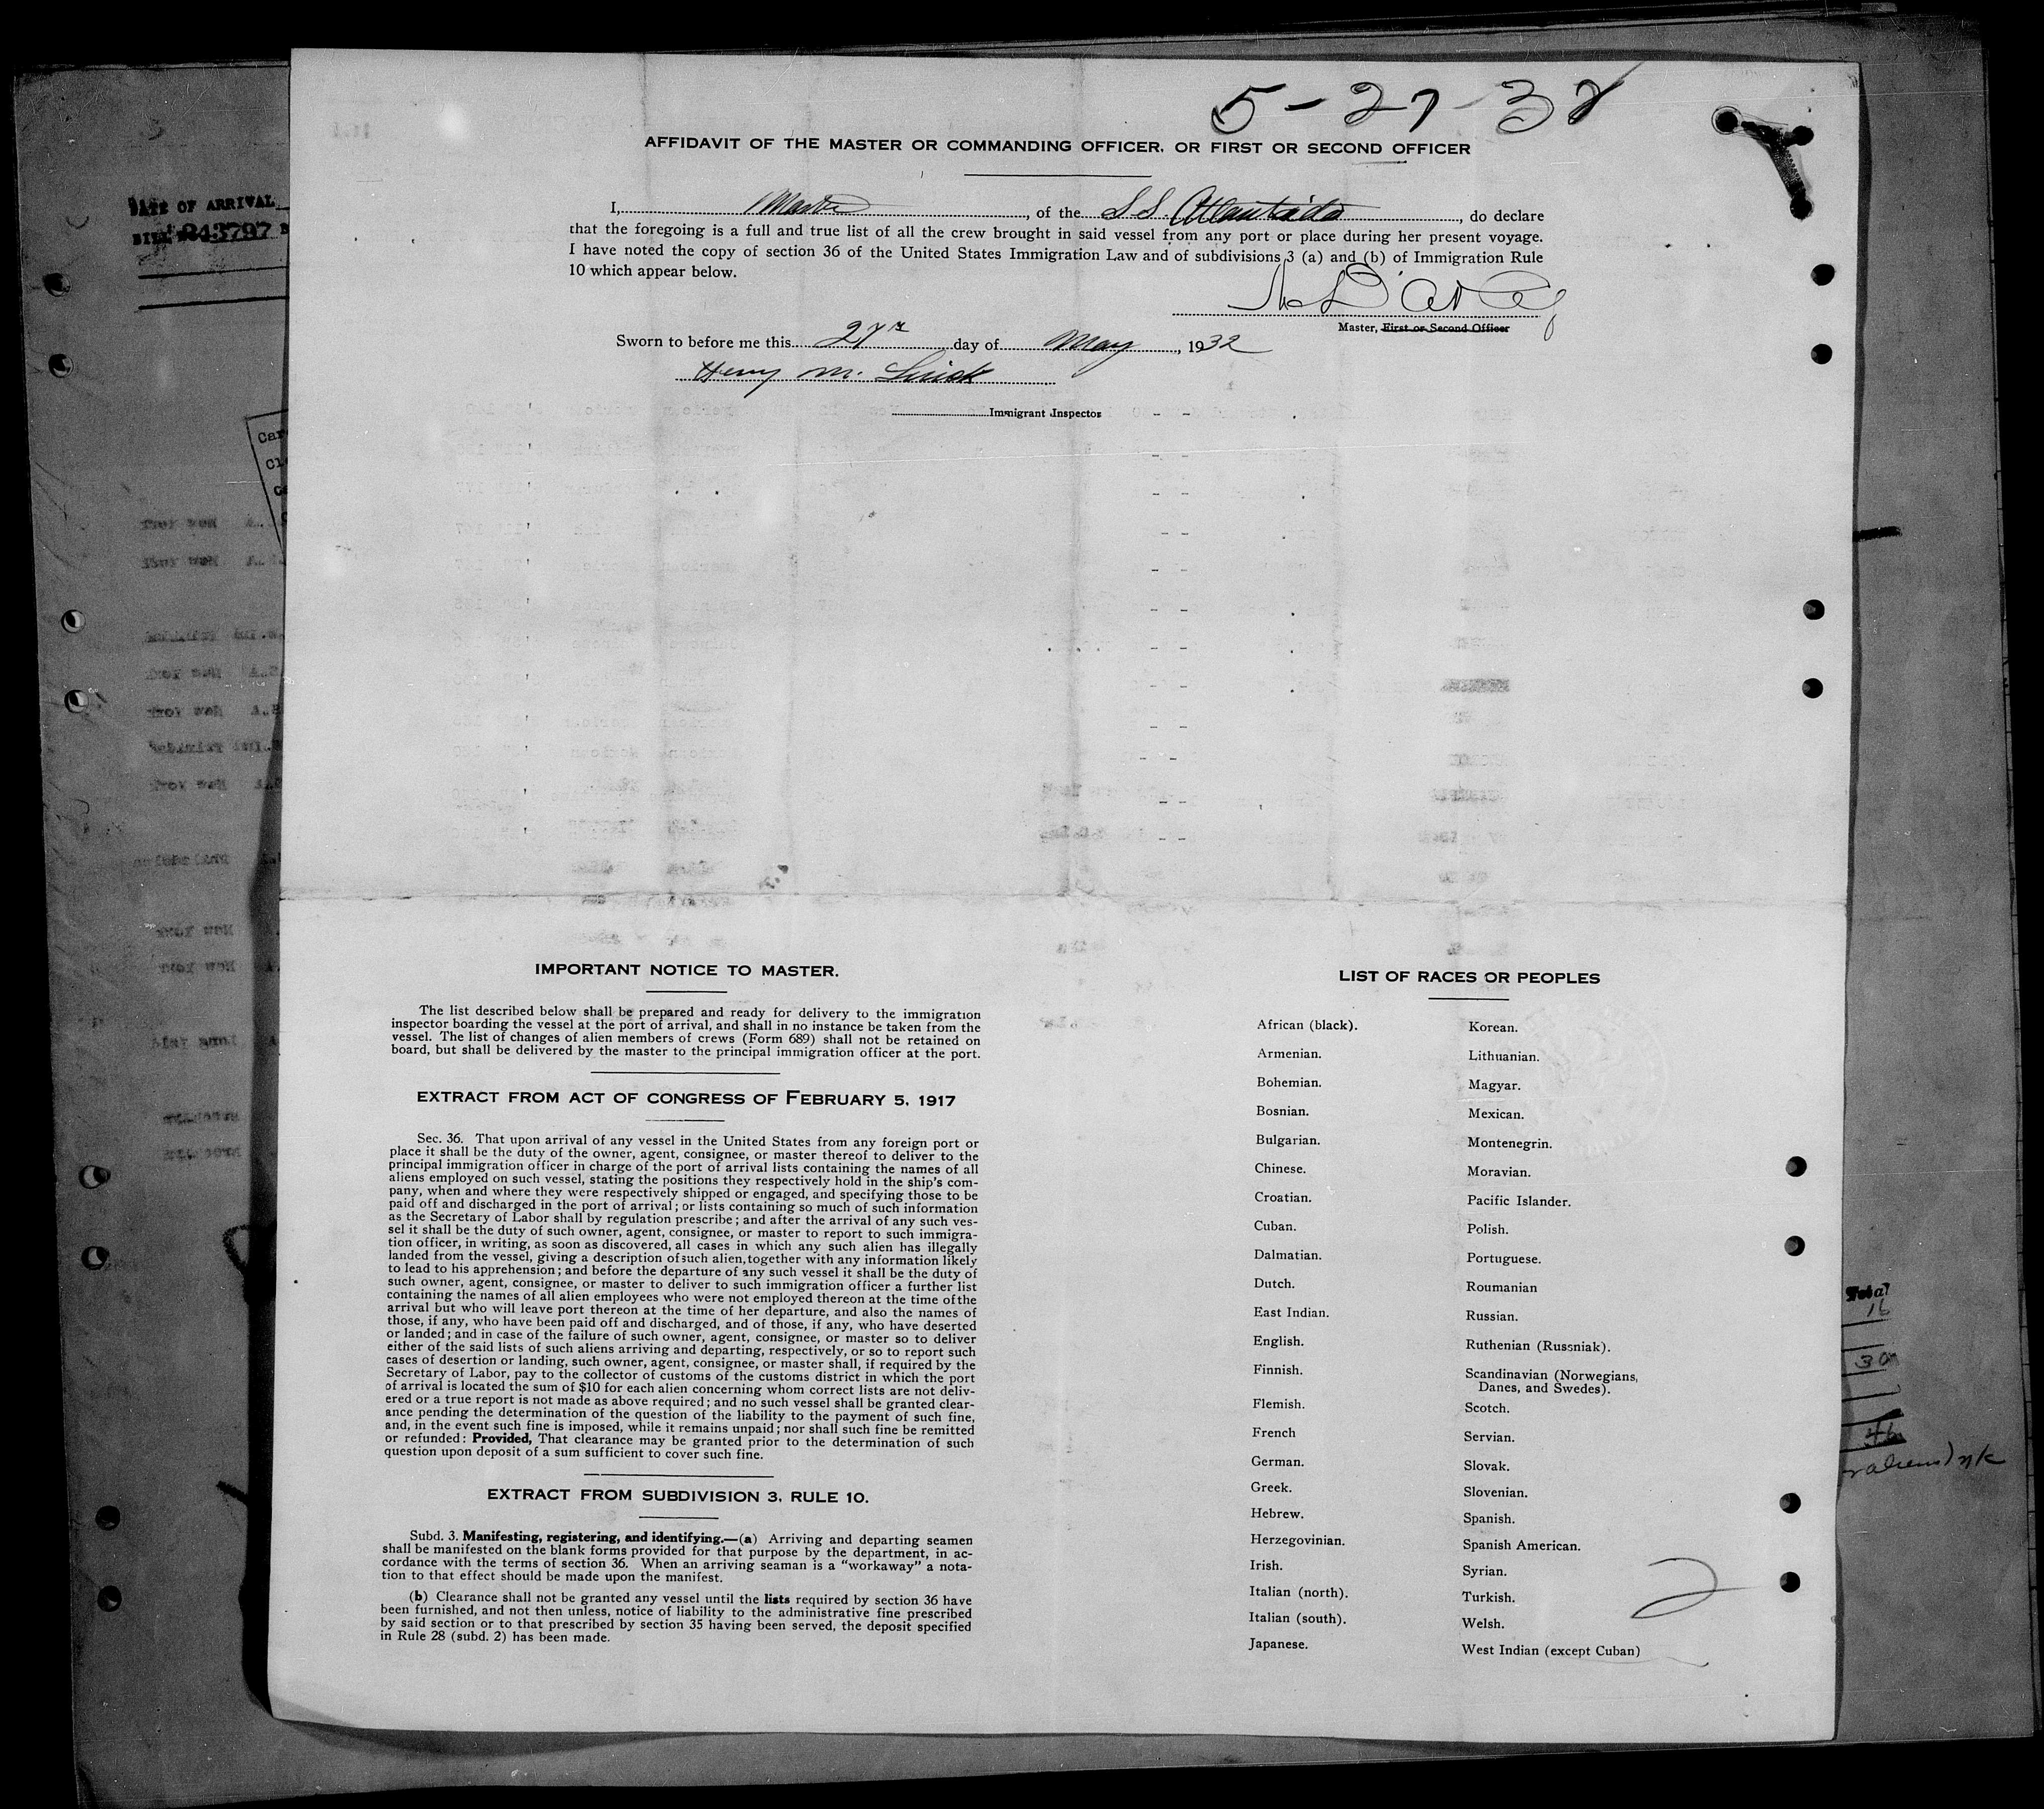 5-27-32
AFFIDAVIT OF THE MASTER OR COMMANDING OFFICER, OR FIRST OR SECOND OFFICER
I, Master, of the SS Atlantida, do declare
that the foregoing is a full and true list of all the crew brought in said vessel from any port or place during her present voyage.
I have noted the copy of section 36 of the United States Immigration Law and of subdivisions 3 (a) and (b) of Immigration Rule
10 which appear below.
Master, First or Second Officer
Sworn to before me this 27th day of May, 1932
Henry M.
Immigrant Inspector
DATE OF ARRIVAL
243797
IMPORTANT NOTICE TO MASTER.
The list described below shall be prepared and ready for delivery to the immigration
inspector boarding the vessel at the port of arrival, and shall in no instance be taken from the
vessel. The list of changes of alien members of crews (Form 689) shall not be retained on
board, but shall be delivered by the master to the principal immigration officer at the port.
EXTRACT FROM ACT OF CONGRESS OF FEBRUARY 5, 1917
Sec. 36. That upon arrival of any vessel in the United States from any foreign port or
place it shall be the duty of the owner, agent, consignee, or master thereof to deliver to the
principal immigration officer in charge of the port of arrival lists containing the names of all
aliens employed on such vessel, stating the positions they respectively hold in the ship's com-
pany, when and where they were respectively shipped or engaged, and specifying those to be
paid off and discharged in the port of arrival; or lists containing so much of such information
as the Secretary of Labor shall by regulation prescribe; and after the arrival of any such ves-
sel it shall be the duty of such owner, agent, consignee, or master to report to such immigra-
tion officer, in writing, as soon as discovered, all cases in which any such alien has illegally
landed from the vessel, giving a description of such alien, together with any information likely
to lead to his apprehension; and before the departure of any such vessel it shall be the duty of
such owner, agent, consignee, or master to deliver to such immigration officer a further list
containing the names of all alien employees who were not employed thereon at the time of the
arrival but who will leave port thereon at the time of her departure, and also the names of
those, if any, who have been paid off and discharged, and of those, if any, who have deserted
or landed; and in case of the failure of such owner, agent, consignee, or master so to deliver
either of the said lists of such aliens arriving and departing, respectively, or so to report such
cases of desertion or landing, such owner, agent, consignee, or master shall, if required by the
Secretary of Labor, pay to the collector of customs of the customs district in which the port
of arrival is located the sum of $10 for each alien concerning whom correct lists are not deliv-
ered or a true report is not made as above required; and no such vessel shall be granted clear-
ance pending the determination of the question of the liability to the payment of such fine,
and, in the event such fine is imposed, while it remains unpaid; nor shall such fine be remitted
or refunded: Provided, That clearance may be granted prior to the determination of such
question upon deposit of a sum sufficient to cover such fine.
EXTRACT FROM SUBDIVISION 3, RULE 10.
Subd. 3. Manifesting, registering, and identifying.—(a) Arriving and departing seamen
shall be manifested on the blank forms provided for that purpose by the department, in ac-
cordance with the terms of section 36. When an arriving seaman is a "workaway" a nota-
tion to that effect should be made upon the manifest.
(b) Clearance shall not be granted any vessel until the lists required by section 36 have
been furnished, and not then unless, notice of liability to the administrative fine prescribed
by said section or to that prescribed by section 35 having been served, the deposit specified
in Rule 28 (subd. 2) has been made.
LIST OF RACES OR PEOPLES
African (black).
Armenian.
Bohemian.
Bosnian.
Bulgarian.
Chinese.
Croatian.
Cuban.
Dalmatian.
Dutch.
East Indian.
English.
Finnish.
Flemish.
French
German.
Greek.
Hebrew.
Herzegovinian.
Irish.
Italian (north).
Italian (south).
Japanese.
Korean.
Lithuanian.
Magyar.
Mexican.
Montenegrin.
Moravian.
Pacific Islander.
Polish.
Portuguese.
Roumanian
Russian.
Ruthenian (Russniak).
Scandinavian (Norwegians,
Danes, and Swedes).
Scotch.
Servian.
Slovak.
Slovenian.
Spanish.
Spanish American.
Syrian.
Turkish.
Welsh.
West Indian (except Cuban)
2
Total
16
30